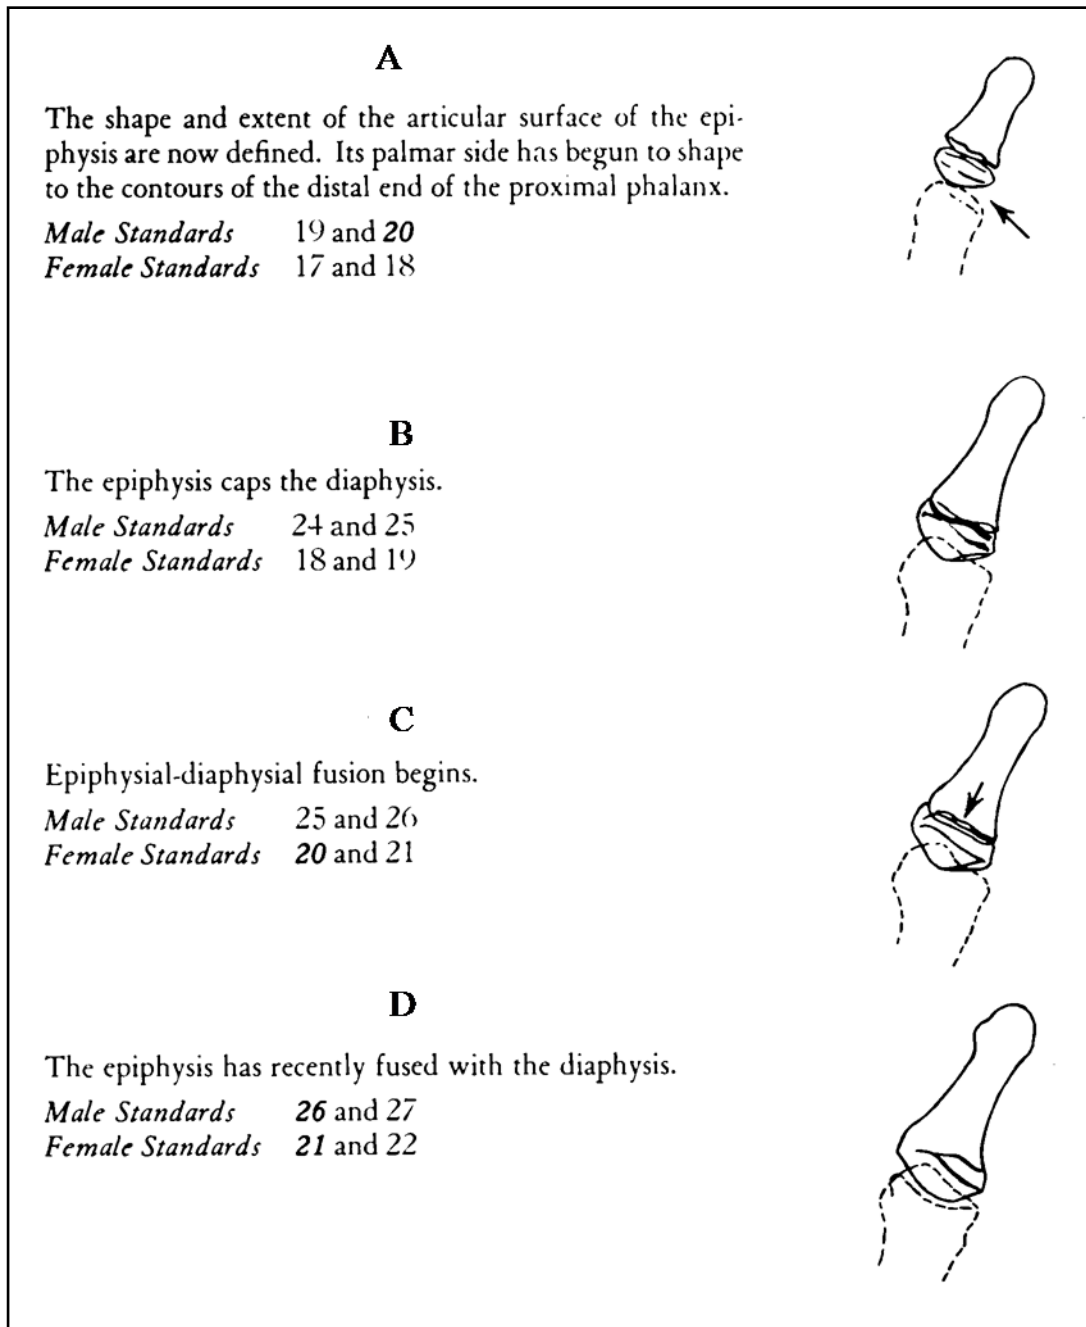 A
The shape and extent of the articular surface of the epi-
physis are now defined. Its palmar side has begun to shape
to the contours of the distal end of the proximal phalanx.
Male Standards 19 and 20
Female Standards 17 and 18
B
The epiphysis caps the diaphysis.
Male Standards 24 and 25
Female Standards 18 and 19
C
Epiphysial-diaphysial fusion begins.
Male Standards 25 and 26
Female Standards 20 and 21
D
The epiphysis has recently fused with the diaphysis.
Male Standards 26 and 27
Female Standards 21 and 22